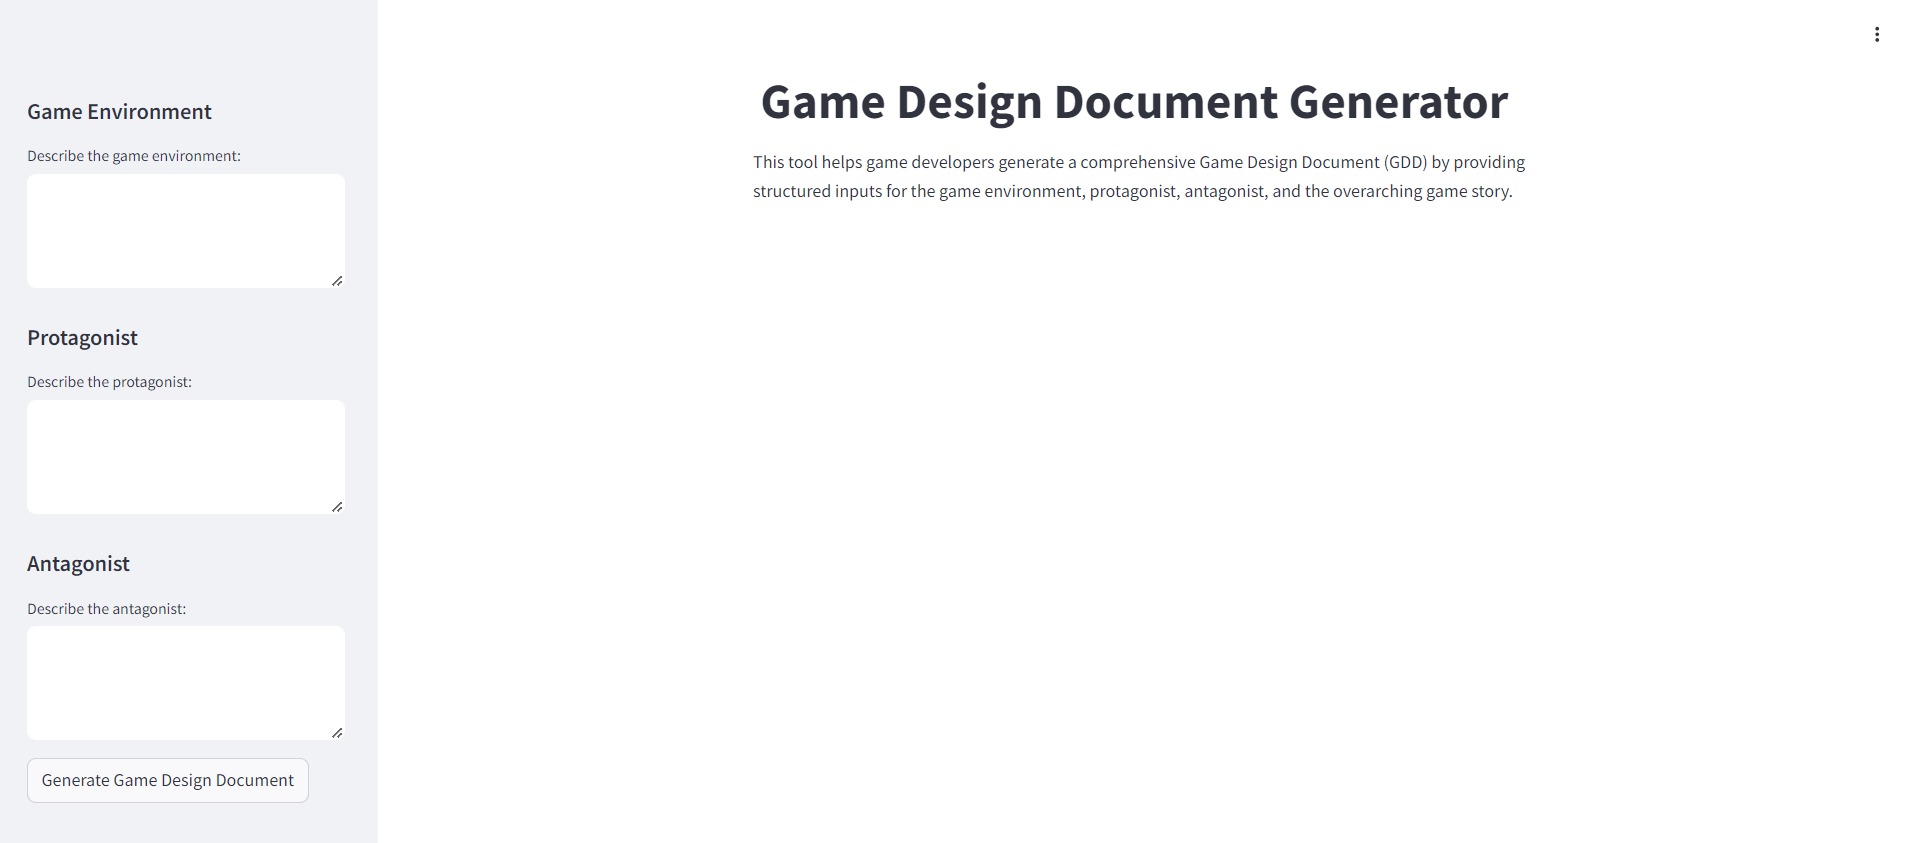 Game Environment
Describe the game environment:
Protagonist
Describe the protagonist:
Antagonist
Describe the antagonist:
Generate Game Design Document
Game Design Document Generator
This tool helps game developers generate a comprehensive Game Design Document (GDD) by providing
structured inputs for the game environment, protagonist, antagonist, and the overarching game story.